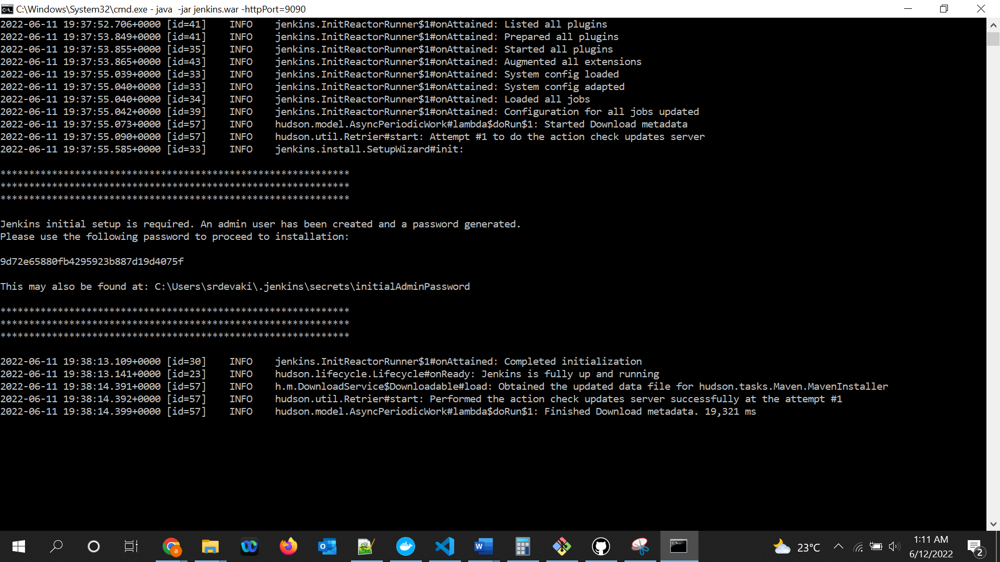 C:\Windows\System32\cmd.exe - java  -jar jenkins.war -httpPort=9090
2022-06-11 19:37:52.706+0000 [id=41]    INFO    jenkins.InitReactorRunner$1#onAttained: Listed all plugins
2022-06-11 19:37:53.849+0000 [id=41]    INFO    jenkins.InitReactorRunner$1#onAttained: Prepared all plugins
2022-06-11 19:37:53.855+0000 [id=35]    INFO    jenkins.InitReactorRunner$1#onAttained: Started all plugins
2022-06-11 19:37:53.865+0000 [id=43]    INFO    jenkins.InitReactorRunner$1#onAttained: Augmented all extensions
2022-06-11 19:37:55.039+0000 [id=33]    INFO    jenkins.InitReactorRunner$1#onAttained: System config loaded
2022-06-11 19:37:55.040+0000 [id=33]    INFO    jenkins.InitReactorRunner$1#onAttained: System config adapted
2022-06-11 19:37:55.040+0000 [id=34]    INFO    jenkins.InitReactorRunner$1#onAttained: Loaded all jobs
2022-06-11 19:37:55.042+0000 [id=39]    INFO    jenkins.InitReactorRunner$1#onAttained: Configuration for all jobs updated
2022-06-11 19:37:55.073+0000 [id=57]    INFO    hudson.model.AsyncPeriodicWork#lambda$doRun$1: Started Download metadata
2022-06-11 19:37:55.090+0000 [id=57]    INFO    hudson.util.Retrier#start: Attempt #1 to do the action check updates server
2022-06-11 19:37:55.585+0000 [id=33]    INFO    jenkins.install.SetupWizard#init:
*************************************************************
*************************************************************
*************************************************************
Jenkins initial setup is required. An admin user has been created and a password generated.
Please use the following password to proceed to installation:
9d72e65880fb4295923b887d19d4075f
This may also be found at: C:\Users\srdevaki\.jenkins\secrets\initialAdminPassword
*************************************************************
*************************************************************
*************************************************************
2022-06-11 19:38:13.109+0000 [id=30]    INFO    jenkins.InitReactorRunner$1#onAttained: Completed initialization
2022-06-11 19:38:13.141+0000 [id=23]    INFO    hudson.lifecycle.Lifecycle#onReady: Jenkins is fully up and running
2022-06-11 19:38:14.391+0000 [id=57]    INFO    h.m.DownloadService$Downloadable#load: Obtained the updated data file for hudson.tasks.Maven.MavenInstaller
2022-06-11 19:38:14.392+0000 [id=57]    INFO    hudson.util.Retrier#start: Performed the action check updates server successfully at the attempt #1
2022-06-11 19:38:14.399+0000 [id=57]    INFO    hudson.model.AsyncPeriodicWork#lambda$doRun$1: Finished Download metadata. 19,321 ms
23°C
1:11 AM
6/12/2022
2